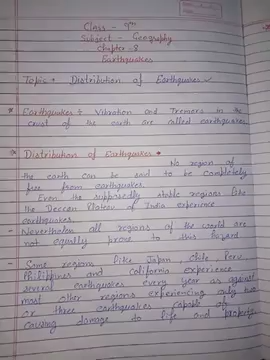 Class - 9th
Subject - Geography
Chapter - 8
Earthquakes
Topic → Distribution of Earthquakes
* Earthquakes → Vibration and Tremors in the
crust of the earth are called earthquakes
→ Distribution of Earthquakes •
No region of
the earth can be said to be completely
free from earthquakes.
Even the supposedly stable regions like
the Deccan Plateau of India experience
earthquakes.
- Nevertheless all regions of the world are
not equally prone to this hazard
- Some regions like Japan, Chile, Peru
Philippines and California experience
several earthquakes every year as against
most other regions experiencing only two
or three earthquakes capable of
causing damage to life and property